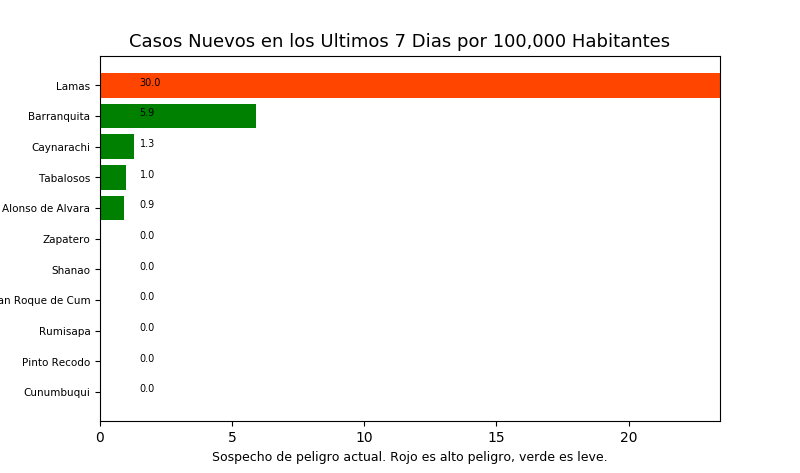 Casos Nuevos en los Ultimos 7 Dias por 100,000 Habitantes
Lamas 30.0
Barranquita 5.9
Caynarachi 1.3
Tabalosos 1.0
Alonso de Alvara 0.9
Zapatero 0.0
Shanao 0.0
an Roque de Cum 0.0
Rumisapa 0.0
Pinto Recodo 0.0
Cunumbuqui 0.0
0 5 10 15 20
Sospecho de peligro actual. Rojo es alto peligro, verde es leve.